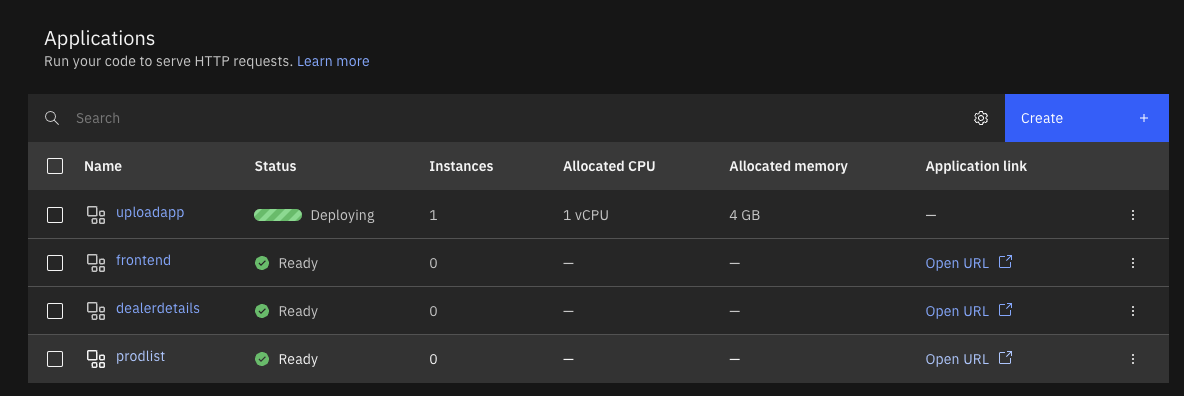 Applications
Run your code to serve HTTP requests. Learn more
Search
Create +
Name Status Instances Allocated CPU Allocated memory Application link
uploadapp Deploying 1 1 vCPU 4 GB —
frontend Ready 0 — — Open URL
dealerdetails Ready 0 — — Open URL
prodlist Ready 0 — — Open URL